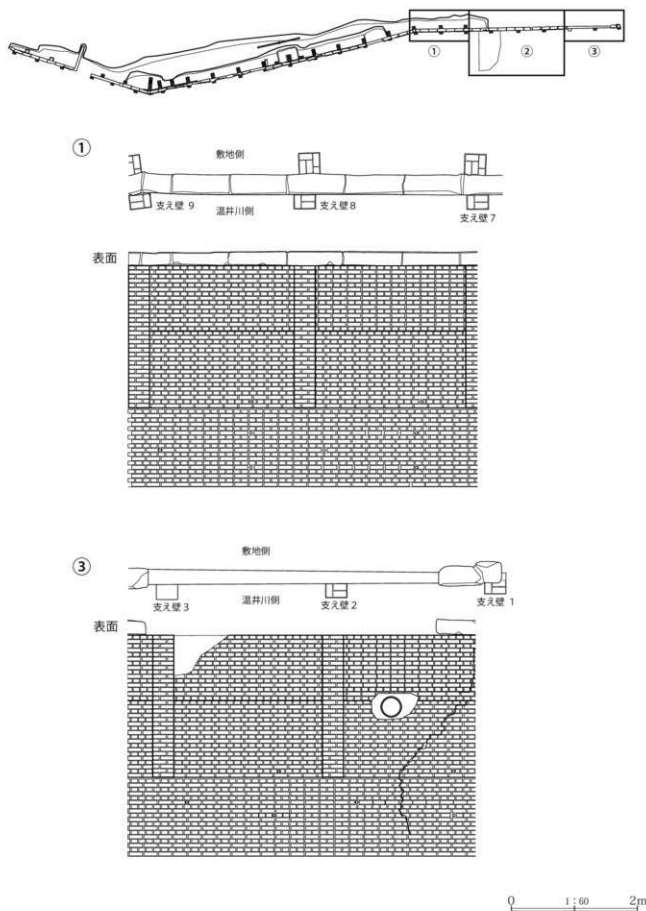 ① ② ③
①
敷地側
支え壁 9 支え壁8 支え壁7
温井川側
表面
③
敷地側
支え壁 3 温井川側 支え壁 2 支え壁 1
表面
0 1:60 2m